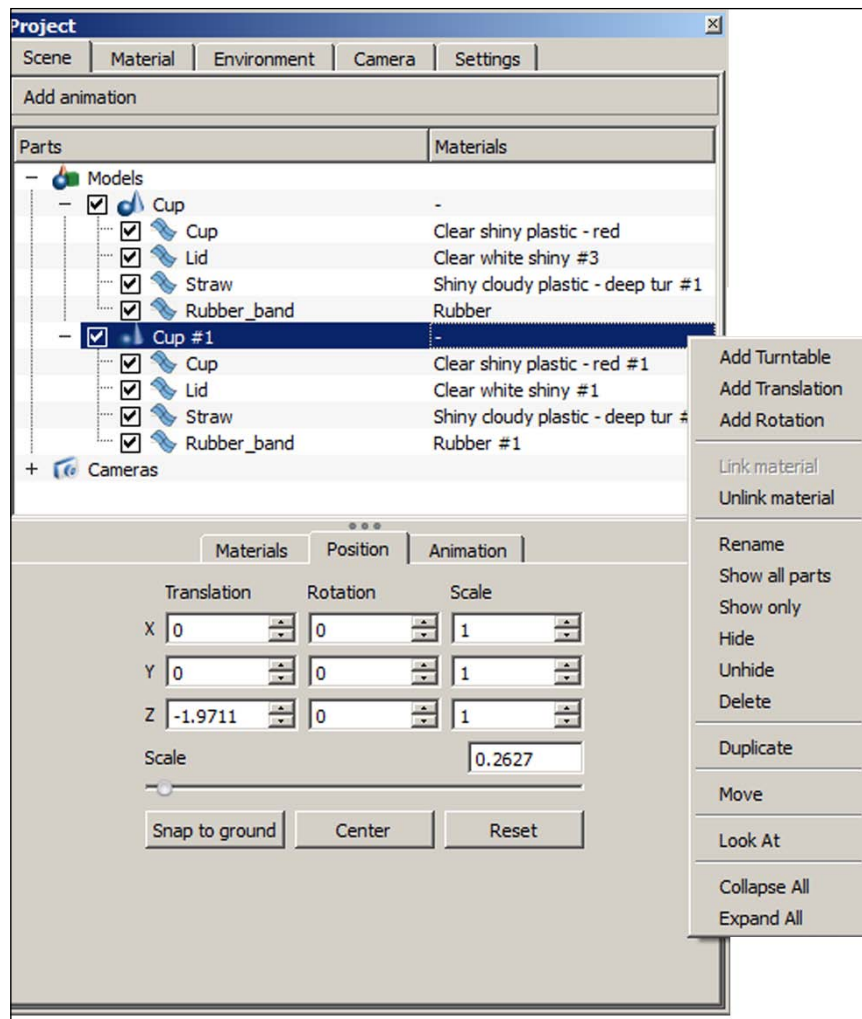 Project
Scene Material Environment Camera Settings
Add animation
Parts Materials
Models
Cup -
Cup Clear shiny plastic - red
Lid Clear white shiny #3
Straw Shiny cloudy plastic - deep tur #1
Rubber_band Rubber
Cup #1 -
Cup Clear shiny plastic - red #1
Lid Clear white shiny #1
Straw Shiny cloudy plastic - deep tur #
Rubber_band Rubber #1
Cameras
Materials Position Animation
Translation Rotation Scale
X 0 0 1
Y 0 0 1
Z -1.9711 0 1
Scale 0.2627
Snap to ground Center Reset
Add Turntable
Add Translation
Add Rotation
Link material
Unlink material
Rename
Show all parts
Show only
Hide
Unhide
Delete
Duplicate
Move
Look At
Collapse All
Expand All